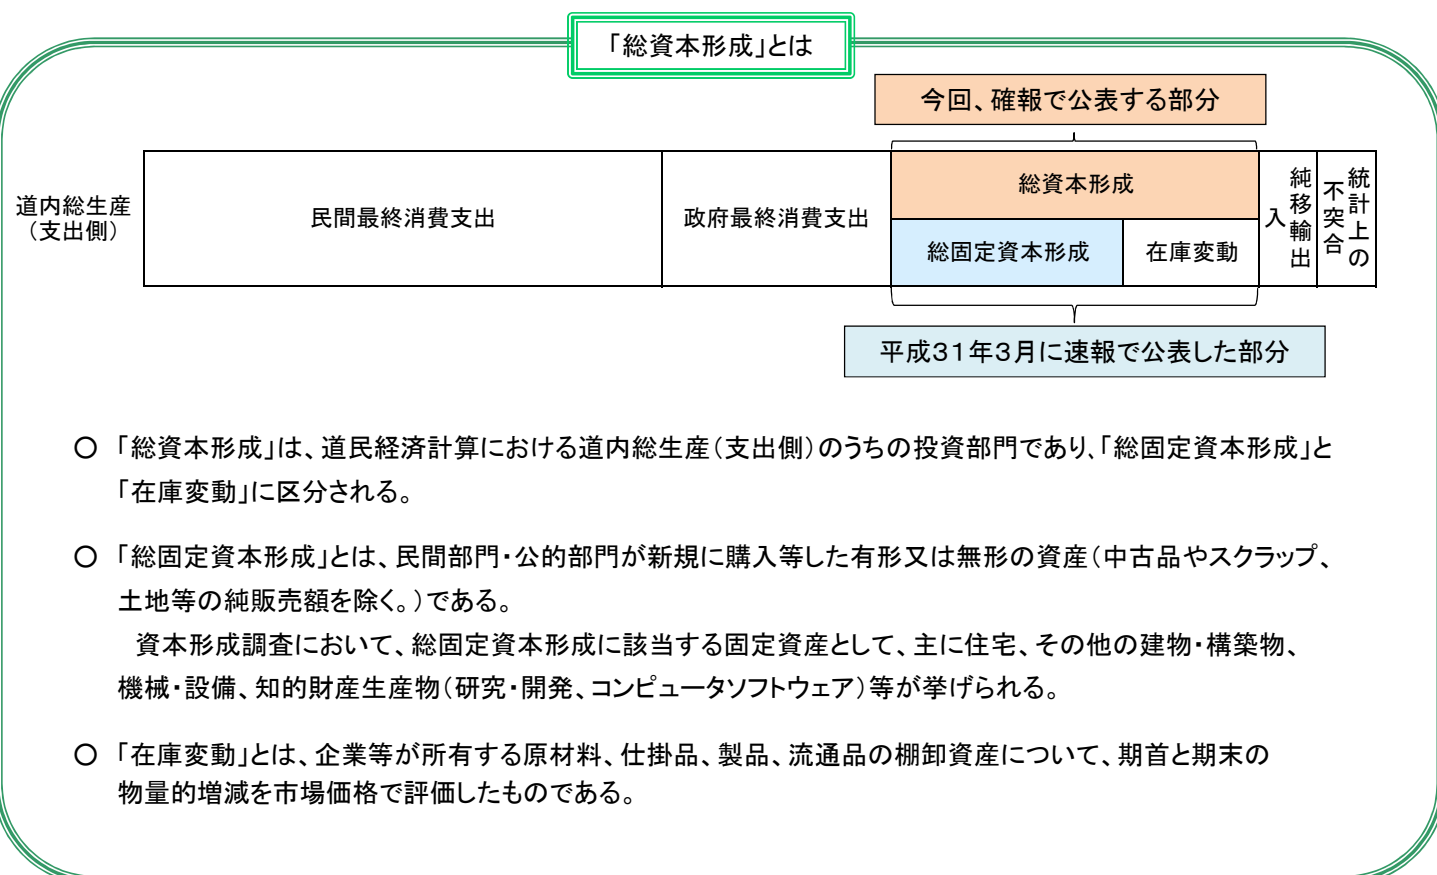 「総資本形成」とは
今回、確報で公表する部分
道内総生産
（支出側）
民間最終消費支出
政府最終消費支出
総資本形成
総固定資本形成
在庫変動
純移輸出
入
統計上の
不突合
平成３１年３月に速報で公表した部分
○ 「総資本形成」は、道民経済計算における道内総生産（支出側）のうちの投資部門であり、「総固定資本形成」と
「在庫変動」に区分される。
○ 「総固定資本形成」とは、民間部門・公的部門が新規に購入等した有形又は無形の資産（中古品やスクラップ、
土地等の純販売額を除く。）である。
資本形成調査において、総固定資本形成に該当する固定資産として、主に住宅、その他の建物・構築物、
機械・設備、知的財産生産物（研究・開発、コンピュータソフトウェア）等が挙げられる。
○ 「在庫変動」とは、企業等が所有する原材料、仕掛品、製品、流通品の棚卸資産について、期首と期末の
物量的増減を市場価格で評価したものである。